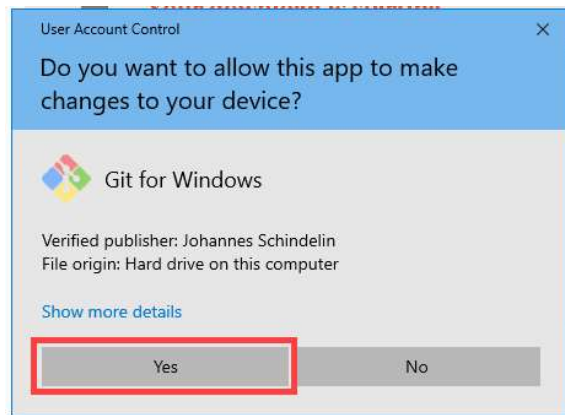 User Account Control
Do you want to allow this app to make
changes to your device?
Git for Windows
Verified publisher: Johannes Schindelin
File origin: Hard drive on this computer
Show more details
Yes
No